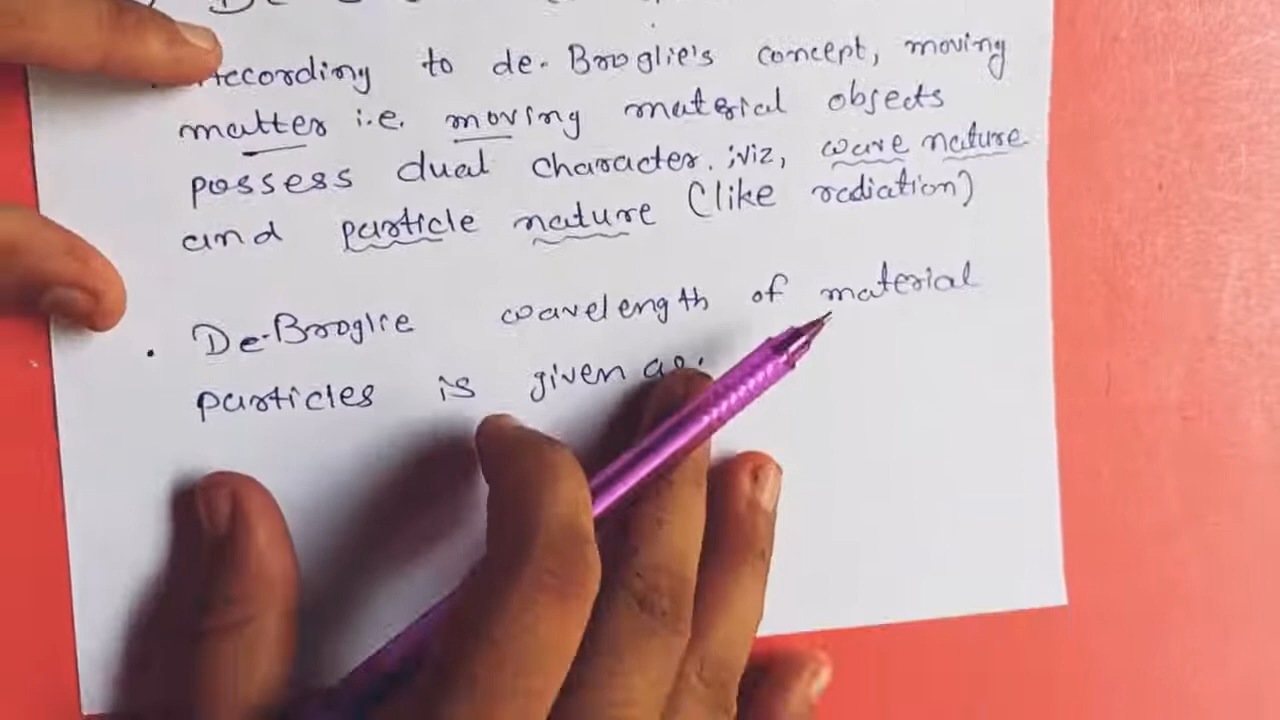 According to de-Broglie's concept, moving
matter i.e. moving material objects
possess dual character. ;viz, wave nature
and particle nature (like radiation)
. De-Broglie wavelength of material
particles is given as: